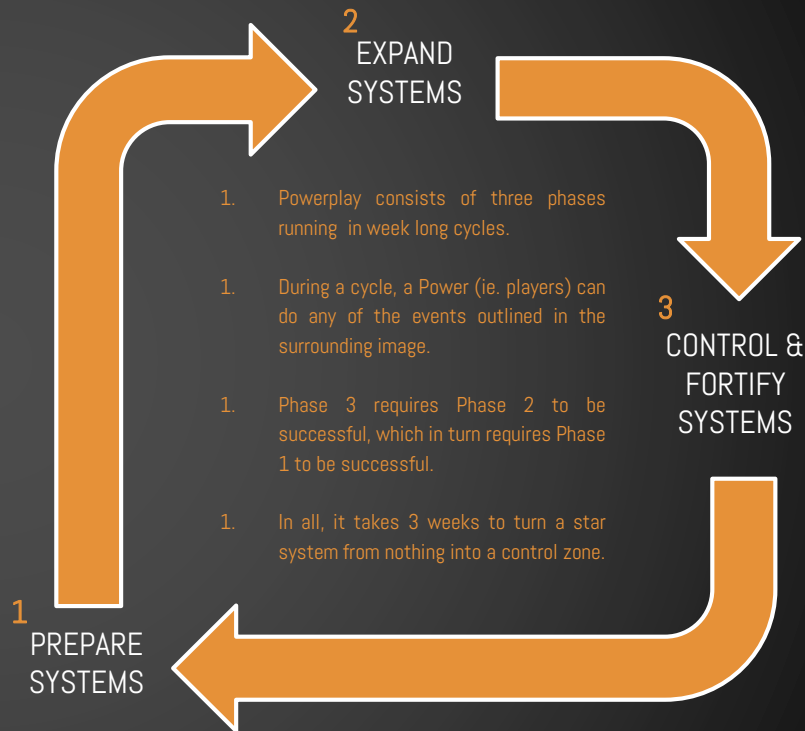 2
EXPAND
SYSTEMS
1. Powerplay consists of three phases
running in week long cycles.
1. During a cycle, a Power (ie. players) can
do any of the events outlined in the
surrounding image.
1. Phase 3 requires Phase 2 to be
successful, which in turn requires Phase
1 to be successful.
1. In all, it takes 3 weeks to turn a star
system from nothing into a control zone.
3
CONTROL &
FORTIFY
SYSTEMS
1
PREPARE
SYSTEMS